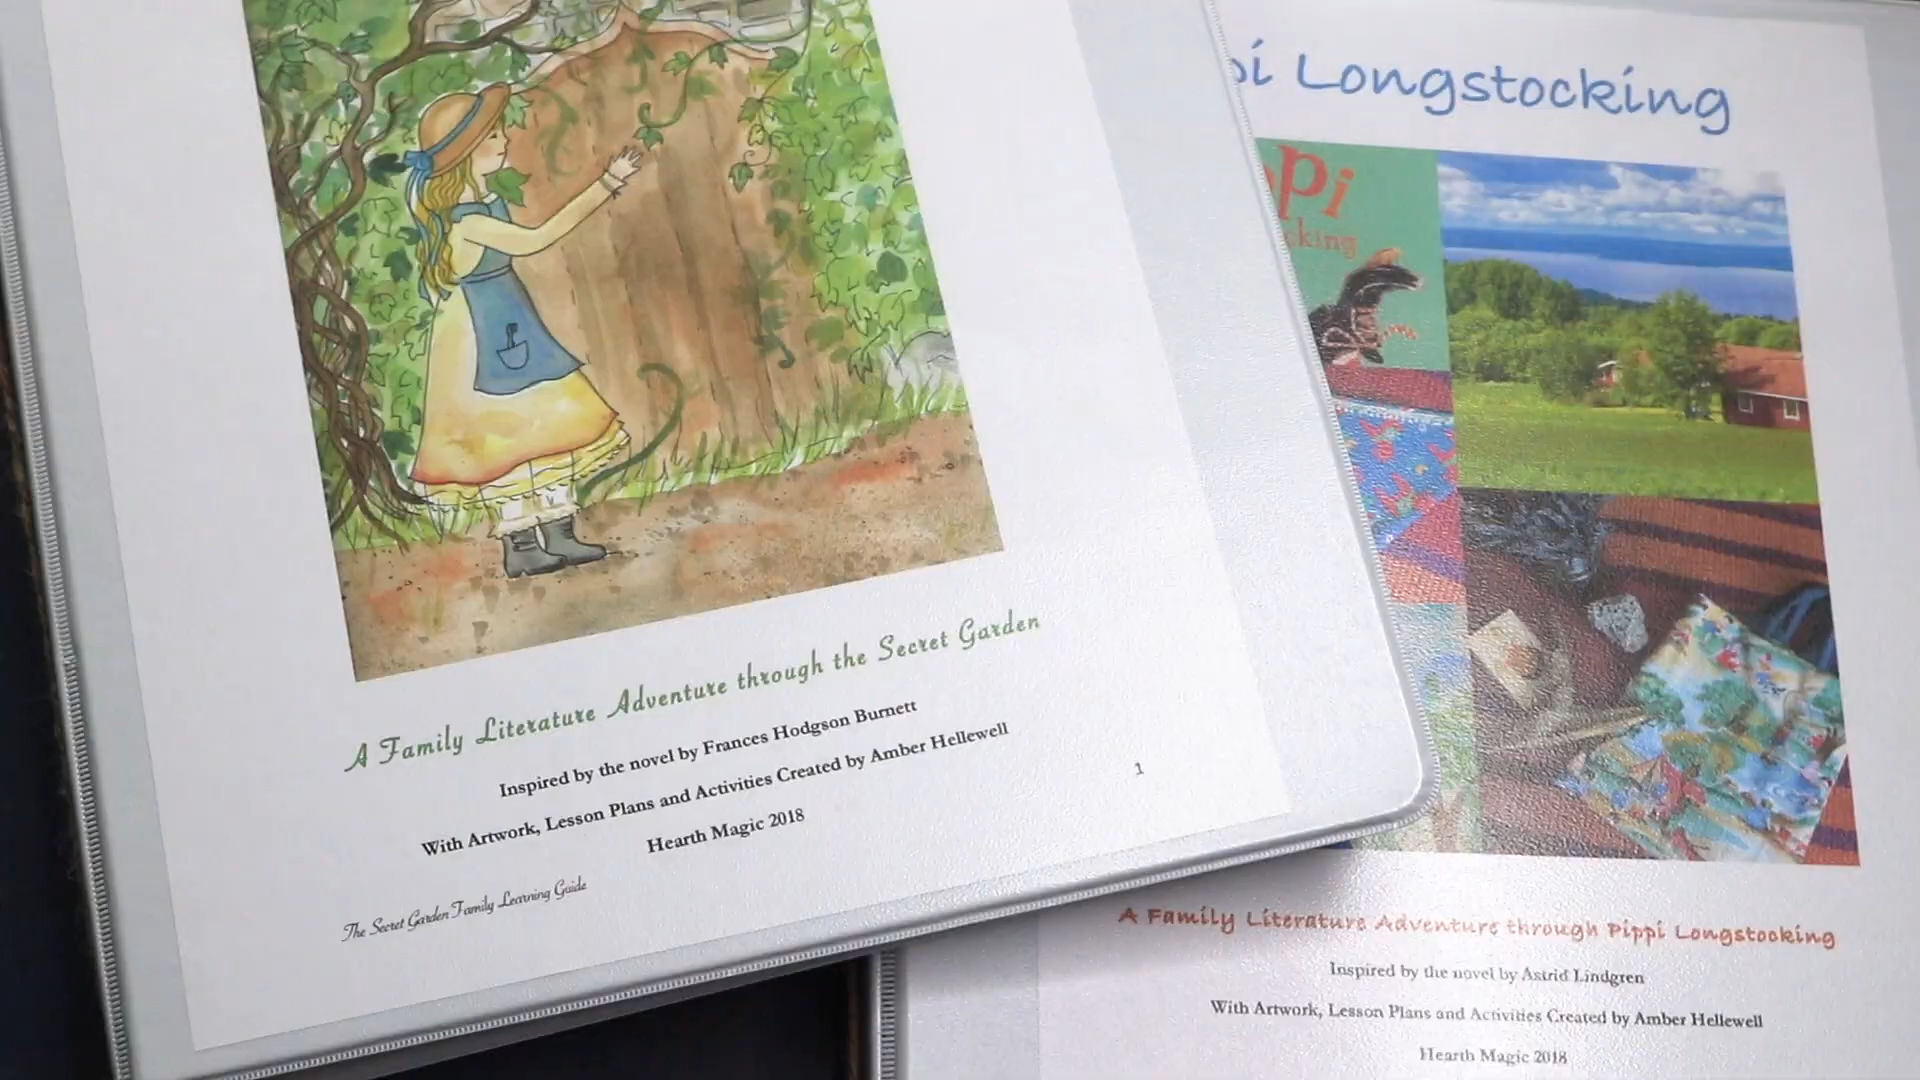 A Family Literature Adventure through the Secret Garden
Inspired by the novel by Frances Hodgson Burnett
With Artwork, Lesson Plans and Activities Created by Amber Hellewell
Hearth Magic 2018
1
The Secret Garden Family Learning Guide
pi Longstocking
ppi
cking
A Family Literature Adventure through Pippi Longstocking
Inspired by the novel by Astrid Lindgren
With Artwork, Lesson Plans and Activities Created by Amber Hellewell
Hearth Magic 2018